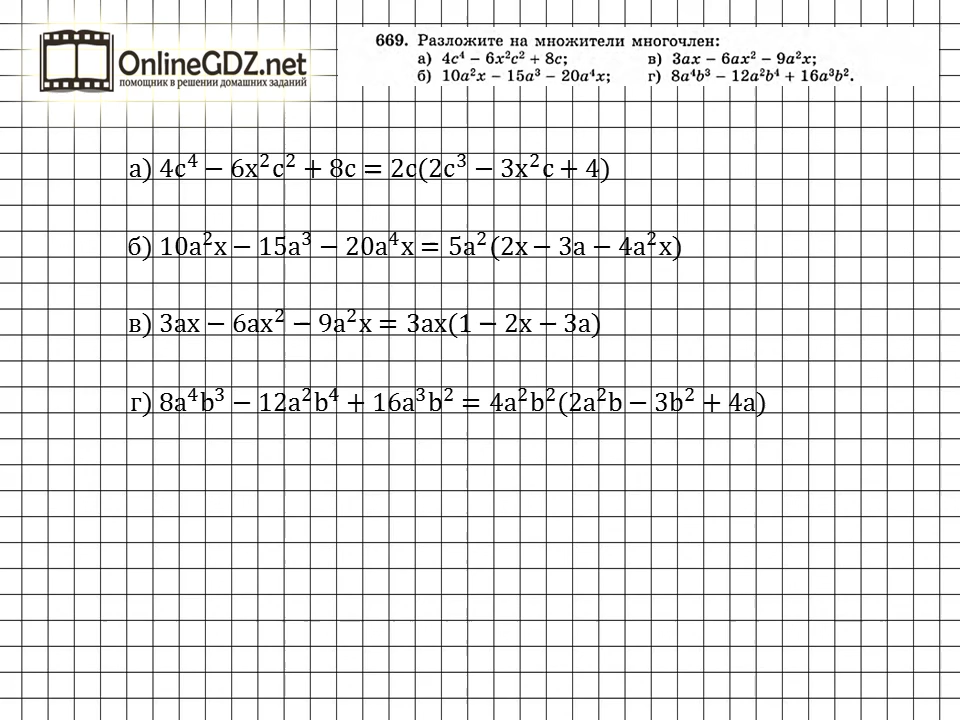 OnlineGDZ.net
помощник в решении домашних заданий
669. Разложите на множители многочлен:
а) 4c⁴ − 6x²c² + 8c; в) 3ax − 6ax² − 9a²x;
б) 10a²x − 15a³ − 20a⁴x; г) 8a⁴b³ − 12a²b⁴ + 16a³b².
а) 4c⁴ − 6x²c² + 8c = 2c(2c³ − 3x²c + 4)
б) 10a²x − 15a³ − 20a⁴x = 5a²(2x − 3a − 4a²x)
в) 3ax − 6ax² − 9a²x = 3ax(1 − 2x − 3a)
г) 8a⁴b³ − 12a²b⁴ + 16a³b² = 4a²b²(2a²b − 3b² + 4a)